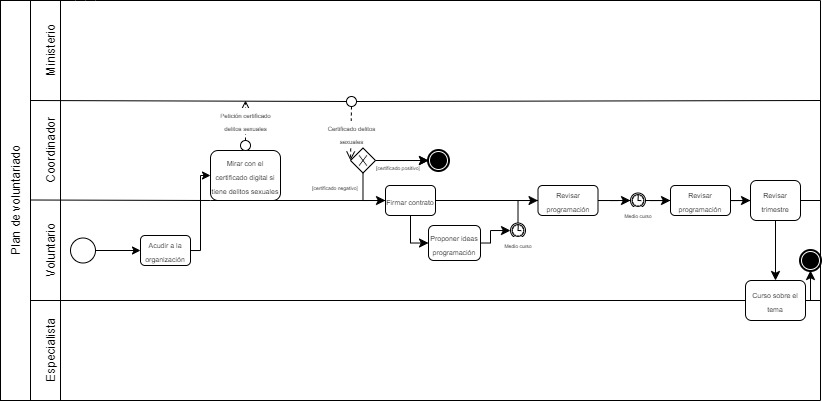 Plan de voluntariado
Ministerio
Coordinador
Voluntario
Especialista
Petición certificado
delitos sexuales
Certificado delitos
sexuales
Mirar con el
certificado digital si
tiene delitos sexuales
[certificado positivo]
[certificado negativo]
Firmar contrato
Revisar
programación
Medio curso
Revisar
programación
Revisar
trimestre
Acudir a la
organización
Proponer ideas
programación
Medio curso
Curso sobre el
tema